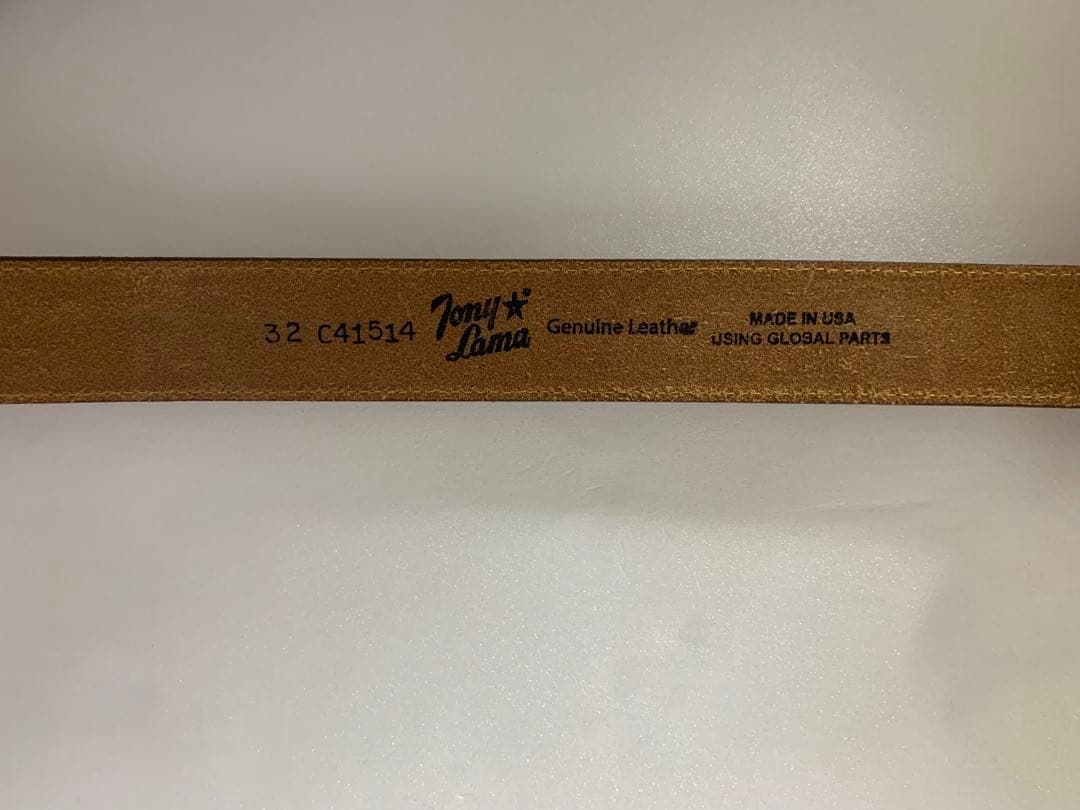 32 C41514
Tony Lama
Genuine Leather
MADE IN USA
USING GLOBAL PARTS